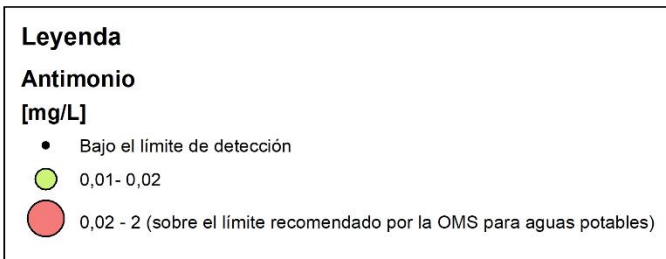 Leyenda
Antimonio
[mg/L]
Bajo el límite de detección
0,01- 0,02
0,02 - 2 (sobre el límite recomendado por la OMS para aguas potables)